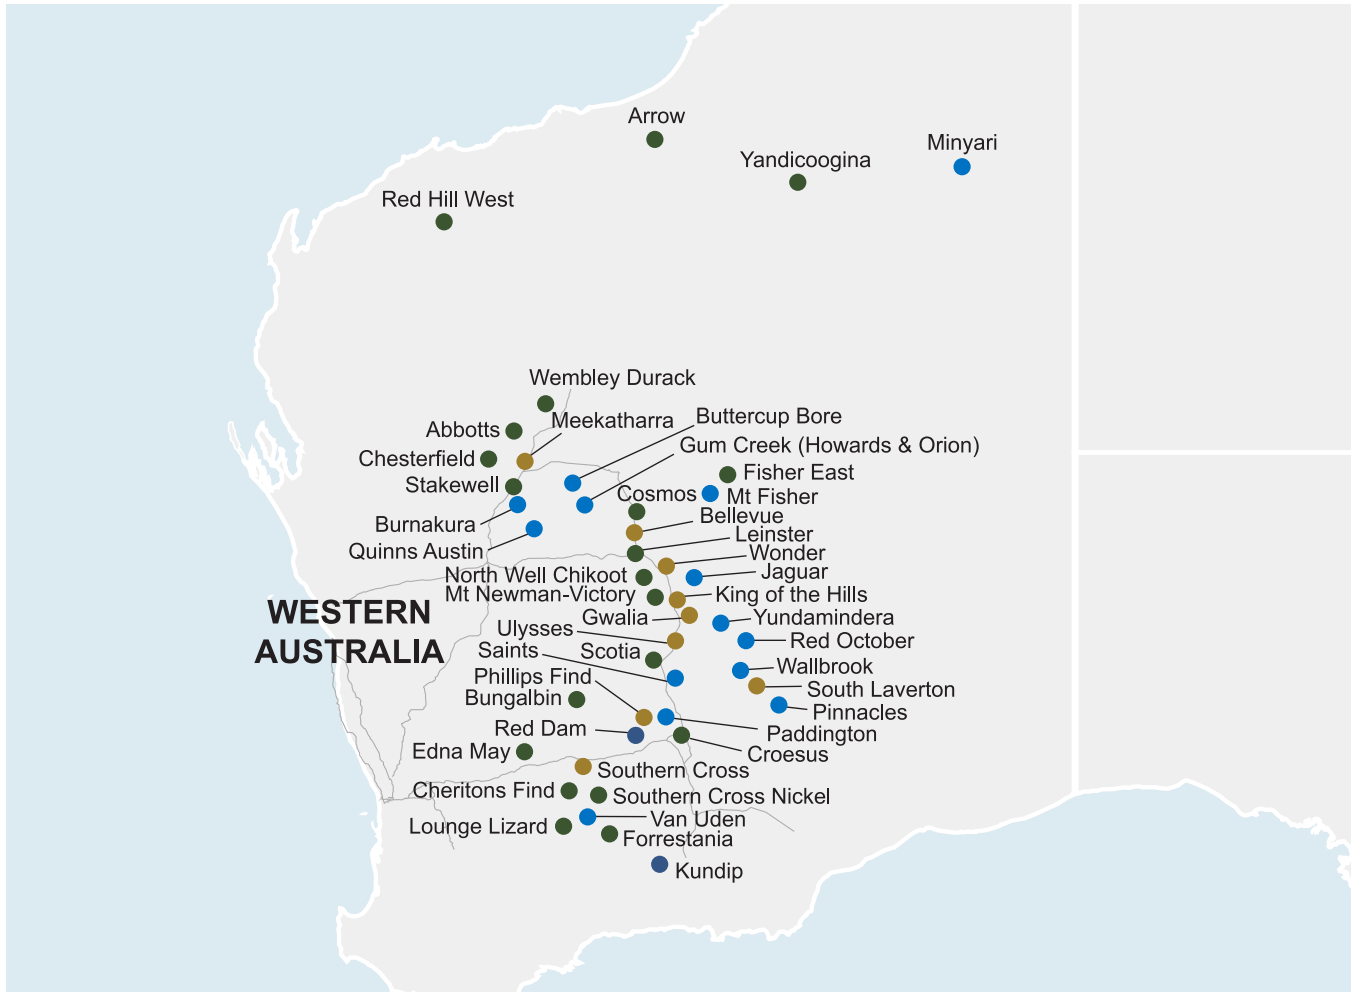 Arrow
Minyari
Yandicoogina
Red Hill West
Wembley Durack
Buttercup Bore
Meekatharra
Abbotts
Gum Creek (Howards & Orion)
Chesterfield
Fisher East
Stakewell
Cosmos
Mt Fisher
Bellevue
Burnakura
Leinster
Quinns Austin
Wonder
Jaguar
North Well Chikoot
Mt Newman-Victory
King of the Hills
WESTERN
AUSTRALIA
Gwalia
Yundamindera
Ulysses
Red October
Saints
Scotia
Wallbrook
Phillips Find
South Laverton
Bungalbin
Pinnacles
Red Dam
Paddington
Edna May
Croesus
Southern Cross
Cheritons Find
Southern Cross Nickel
Van Uden
Lounge Lizard
Forrestania
Kundip